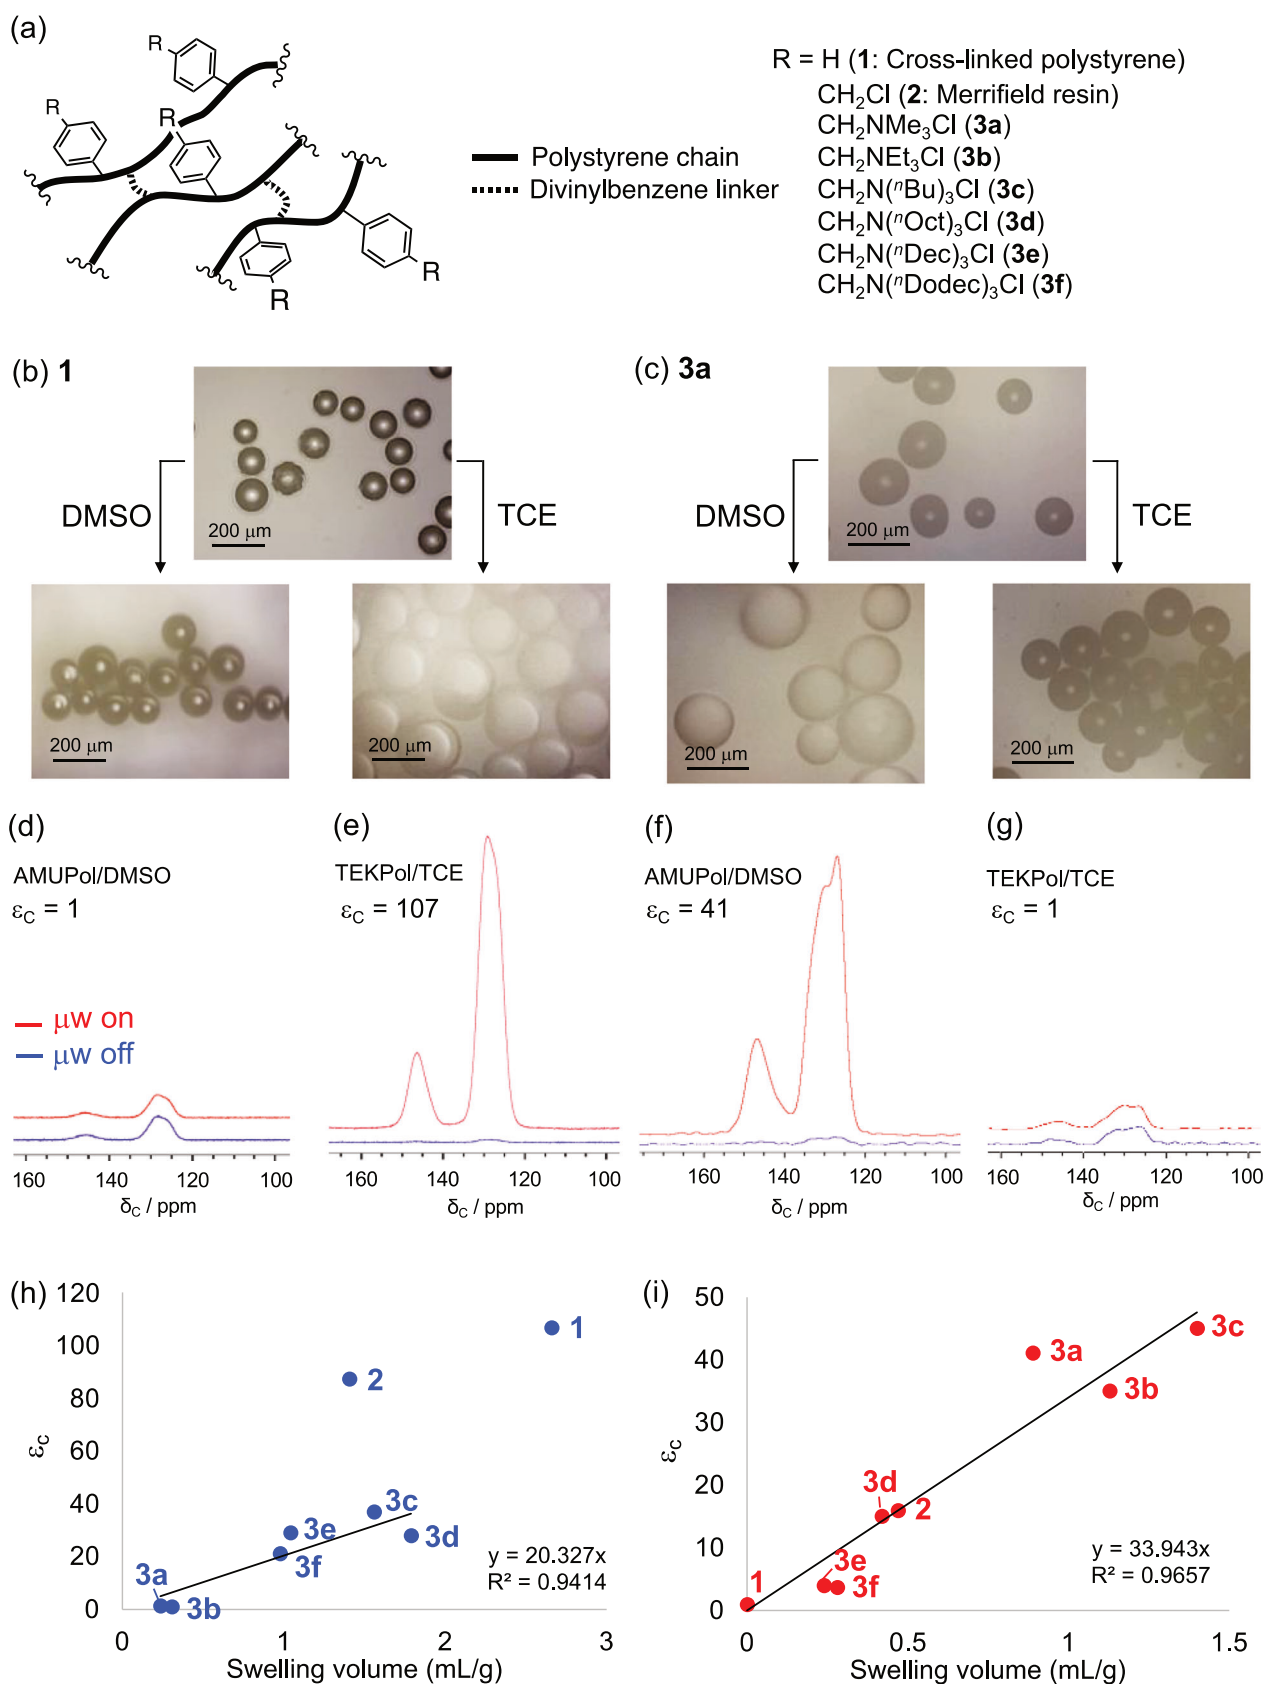 (a)
R
R
R
R
R
R = H (1: Cross-linked polystyrene)
CH₂Cl (2: Merrifield resin)
CH₂NMe₃Cl (3a)
CH₂NEt₃Cl (3b)
CH₂N(ⁿBu)₃Cl (3c)
CH₂N(ⁿOct)₃Cl (3d)
CH₂N(ⁿDec)₃Cl (3e)
CH₂N(ⁿDodec)₃Cl (3f)
Polystyrene chain
Divinylbenzene linker
(b) 1
DMSO
TCE
200 μm
200 μm
200 μm
(c) 3a
DMSO
TCE
200 μm
200 μm
200 μm
(d)
AMUPol/DMSO
εC = 1
μw on
μw off
160 140 120 100
δC / ppm
(e)
TEKPol/TCE
εC = 107
160 140 120 100
δC / ppm
(f)
AMUPol/DMSO
εC = 41
160 140 120 100
δC / ppm
(g)
TEKPol/TCE
εC = 1
160 140 120 100
δC / ppm
(h)
120
100
80
60
40
20
0
εC
1
2
3c
3e
3d
3f
3a
3b
y = 20.327x
R² = 0.9414
0 1 2 3
Swelling volume (mL/g)
(i)
50
40
30
20
10
0
εC
3c
3a
3b
3d
2
3e
3f
1
y = 33.943x
R² = 0.9657
0 0.5 1 1.5
Swelling volume (mL/g)